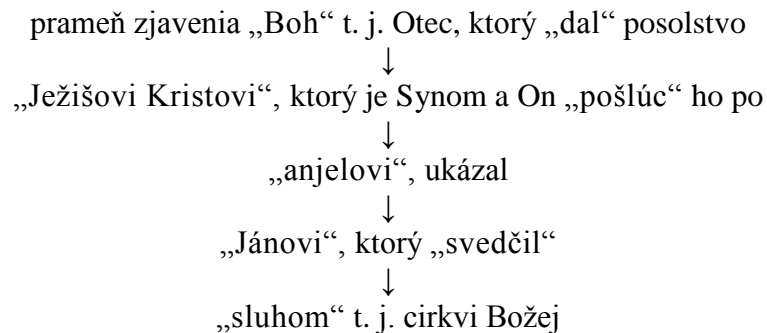 prameň zjavenia „Boh“ t. j. Otec, ktorý „dal“ posolstvo
↓
„Ježišovi Kristovi“, ktorý je Synom a On „pošlúc“ ho po
↓
„anjelovi“, ukázal
↓
„Jánovi“, ktorý „svedčil“
↓
„sluhom“ t. j. cirkvi Božej